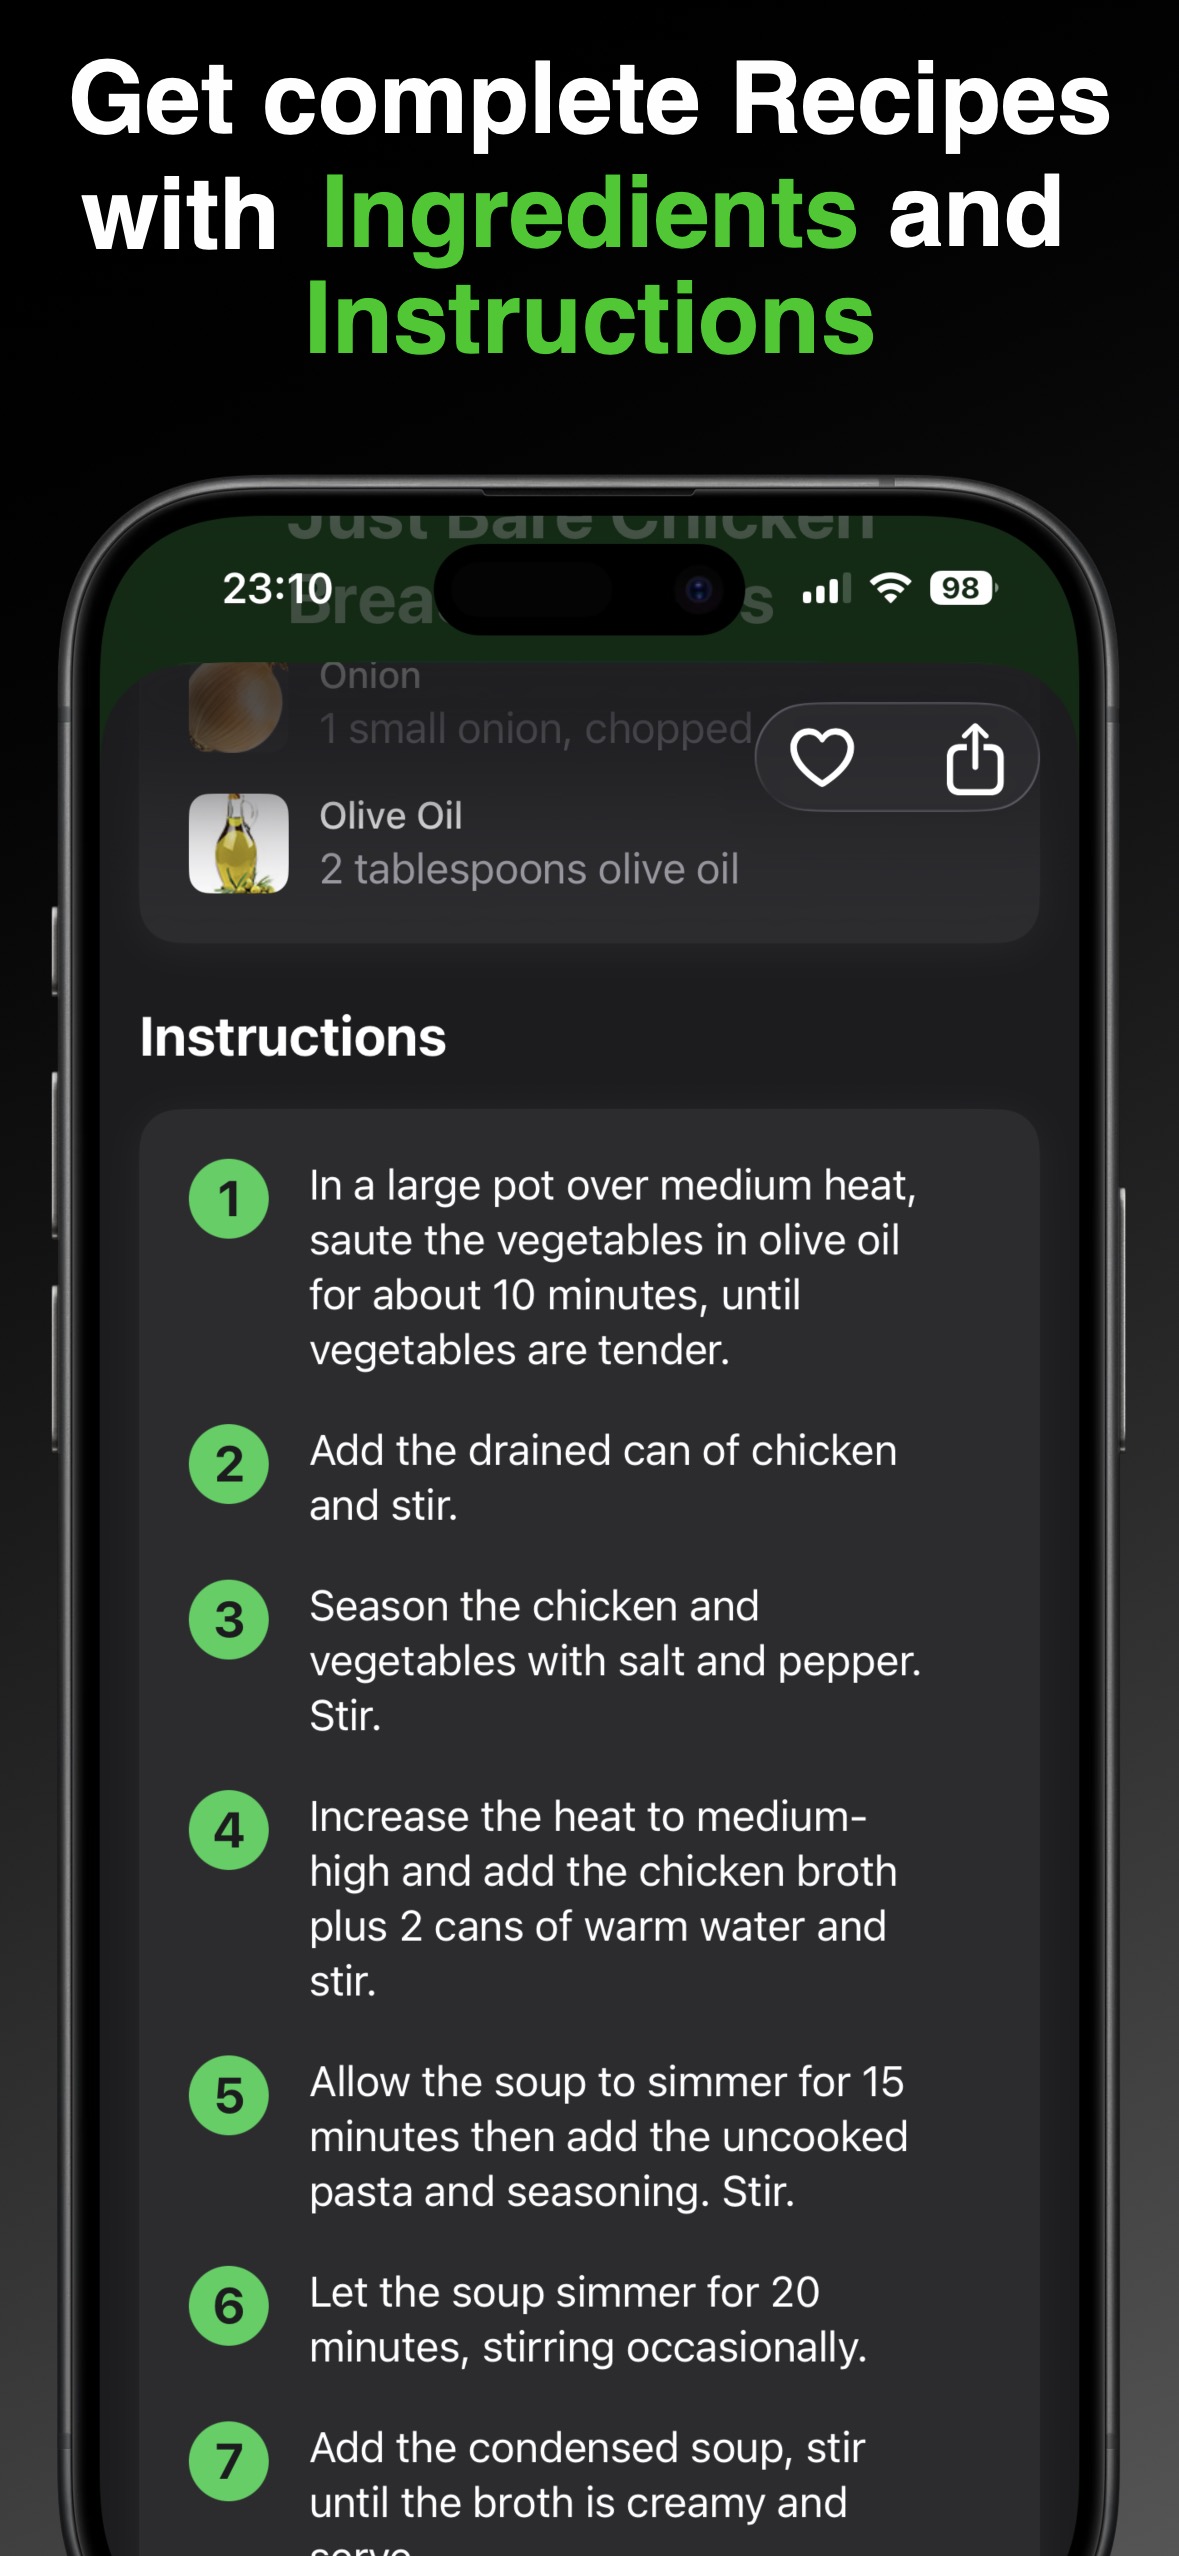 Get complete Recipes
with Ingredients and
Instructions
Just Bare Chicken
23:10
98
Onion
1 small onion, chopped
Olive Oil
2 tablespoons olive oil
Instructions
1
In a large pot over medium heat,
saute the vegetables in olive oil
for about 10 minutes, until
vegetables are tender.
2
Add the drained can of chicken
and stir.
3
Season the chicken and
vegetables with salt and pepper.
Stir.
4
Increase the heat to medium-
high and add the chicken broth
plus 2 cans of warm water and
stir.
5
Allow the soup to simmer for 15
minutes then add the uncooked
pasta and seasoning. Stir.
6
Let the soup simmer for 20
minutes, stirring occasionally.
7
Add the condensed soup, stir
until the broth is creamy and
serve